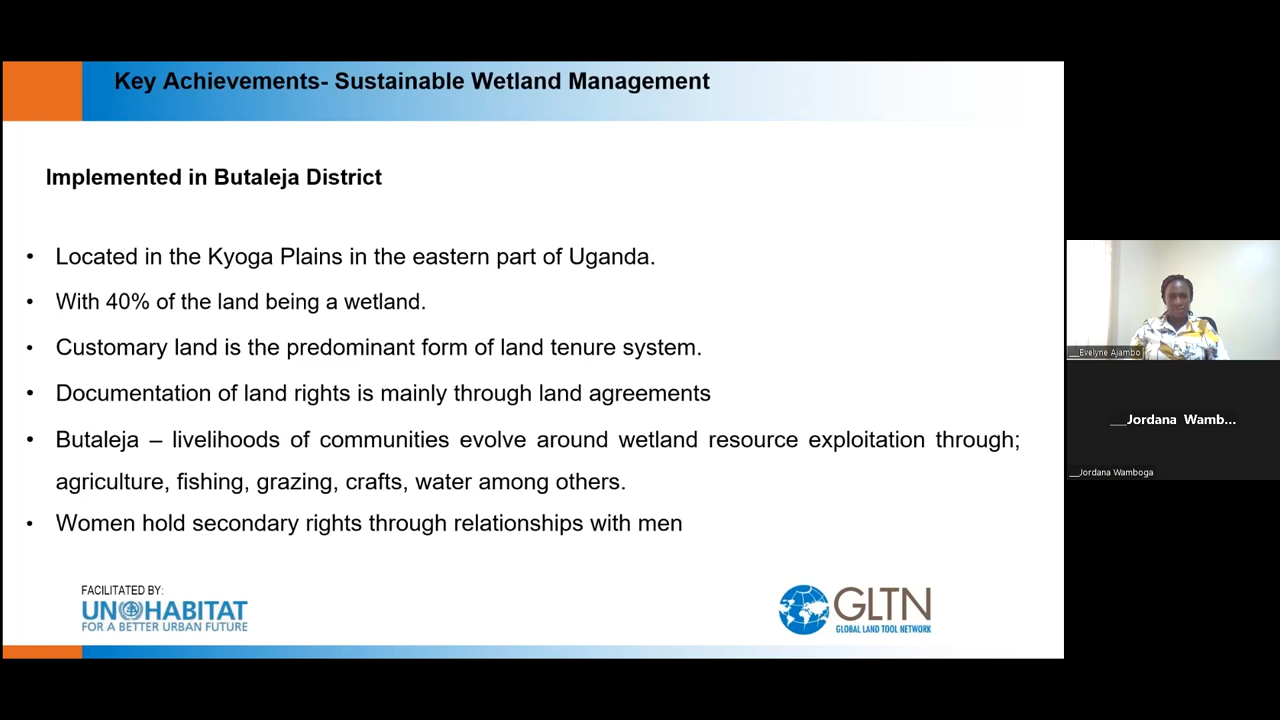 Key Achievements- Sustainable Wetland Management
Implemented in Butaleja District
• Located in the Kyoga Plains in the eastern part of Uganda.
• With 40% of the land being a wetland.
• Customary land is the predominant form of land tenure system.
• Documentation of land rights is mainly through land agreements
• Butaleja – livelihoods of communities evolve around wetland resource exploitation through;
agriculture, fishing, grazing, crafts, water among others.
• Women hold secondary rights through relationships with men
FACILITATED BY:
UN HABITAT
FOR A BETTER URBAN FUTURE
GLTN
GLOBAL LAND TOOL NETWORK
__Evelyne Ajambo
__Jordana Wamb...
__Jordana Wamboga